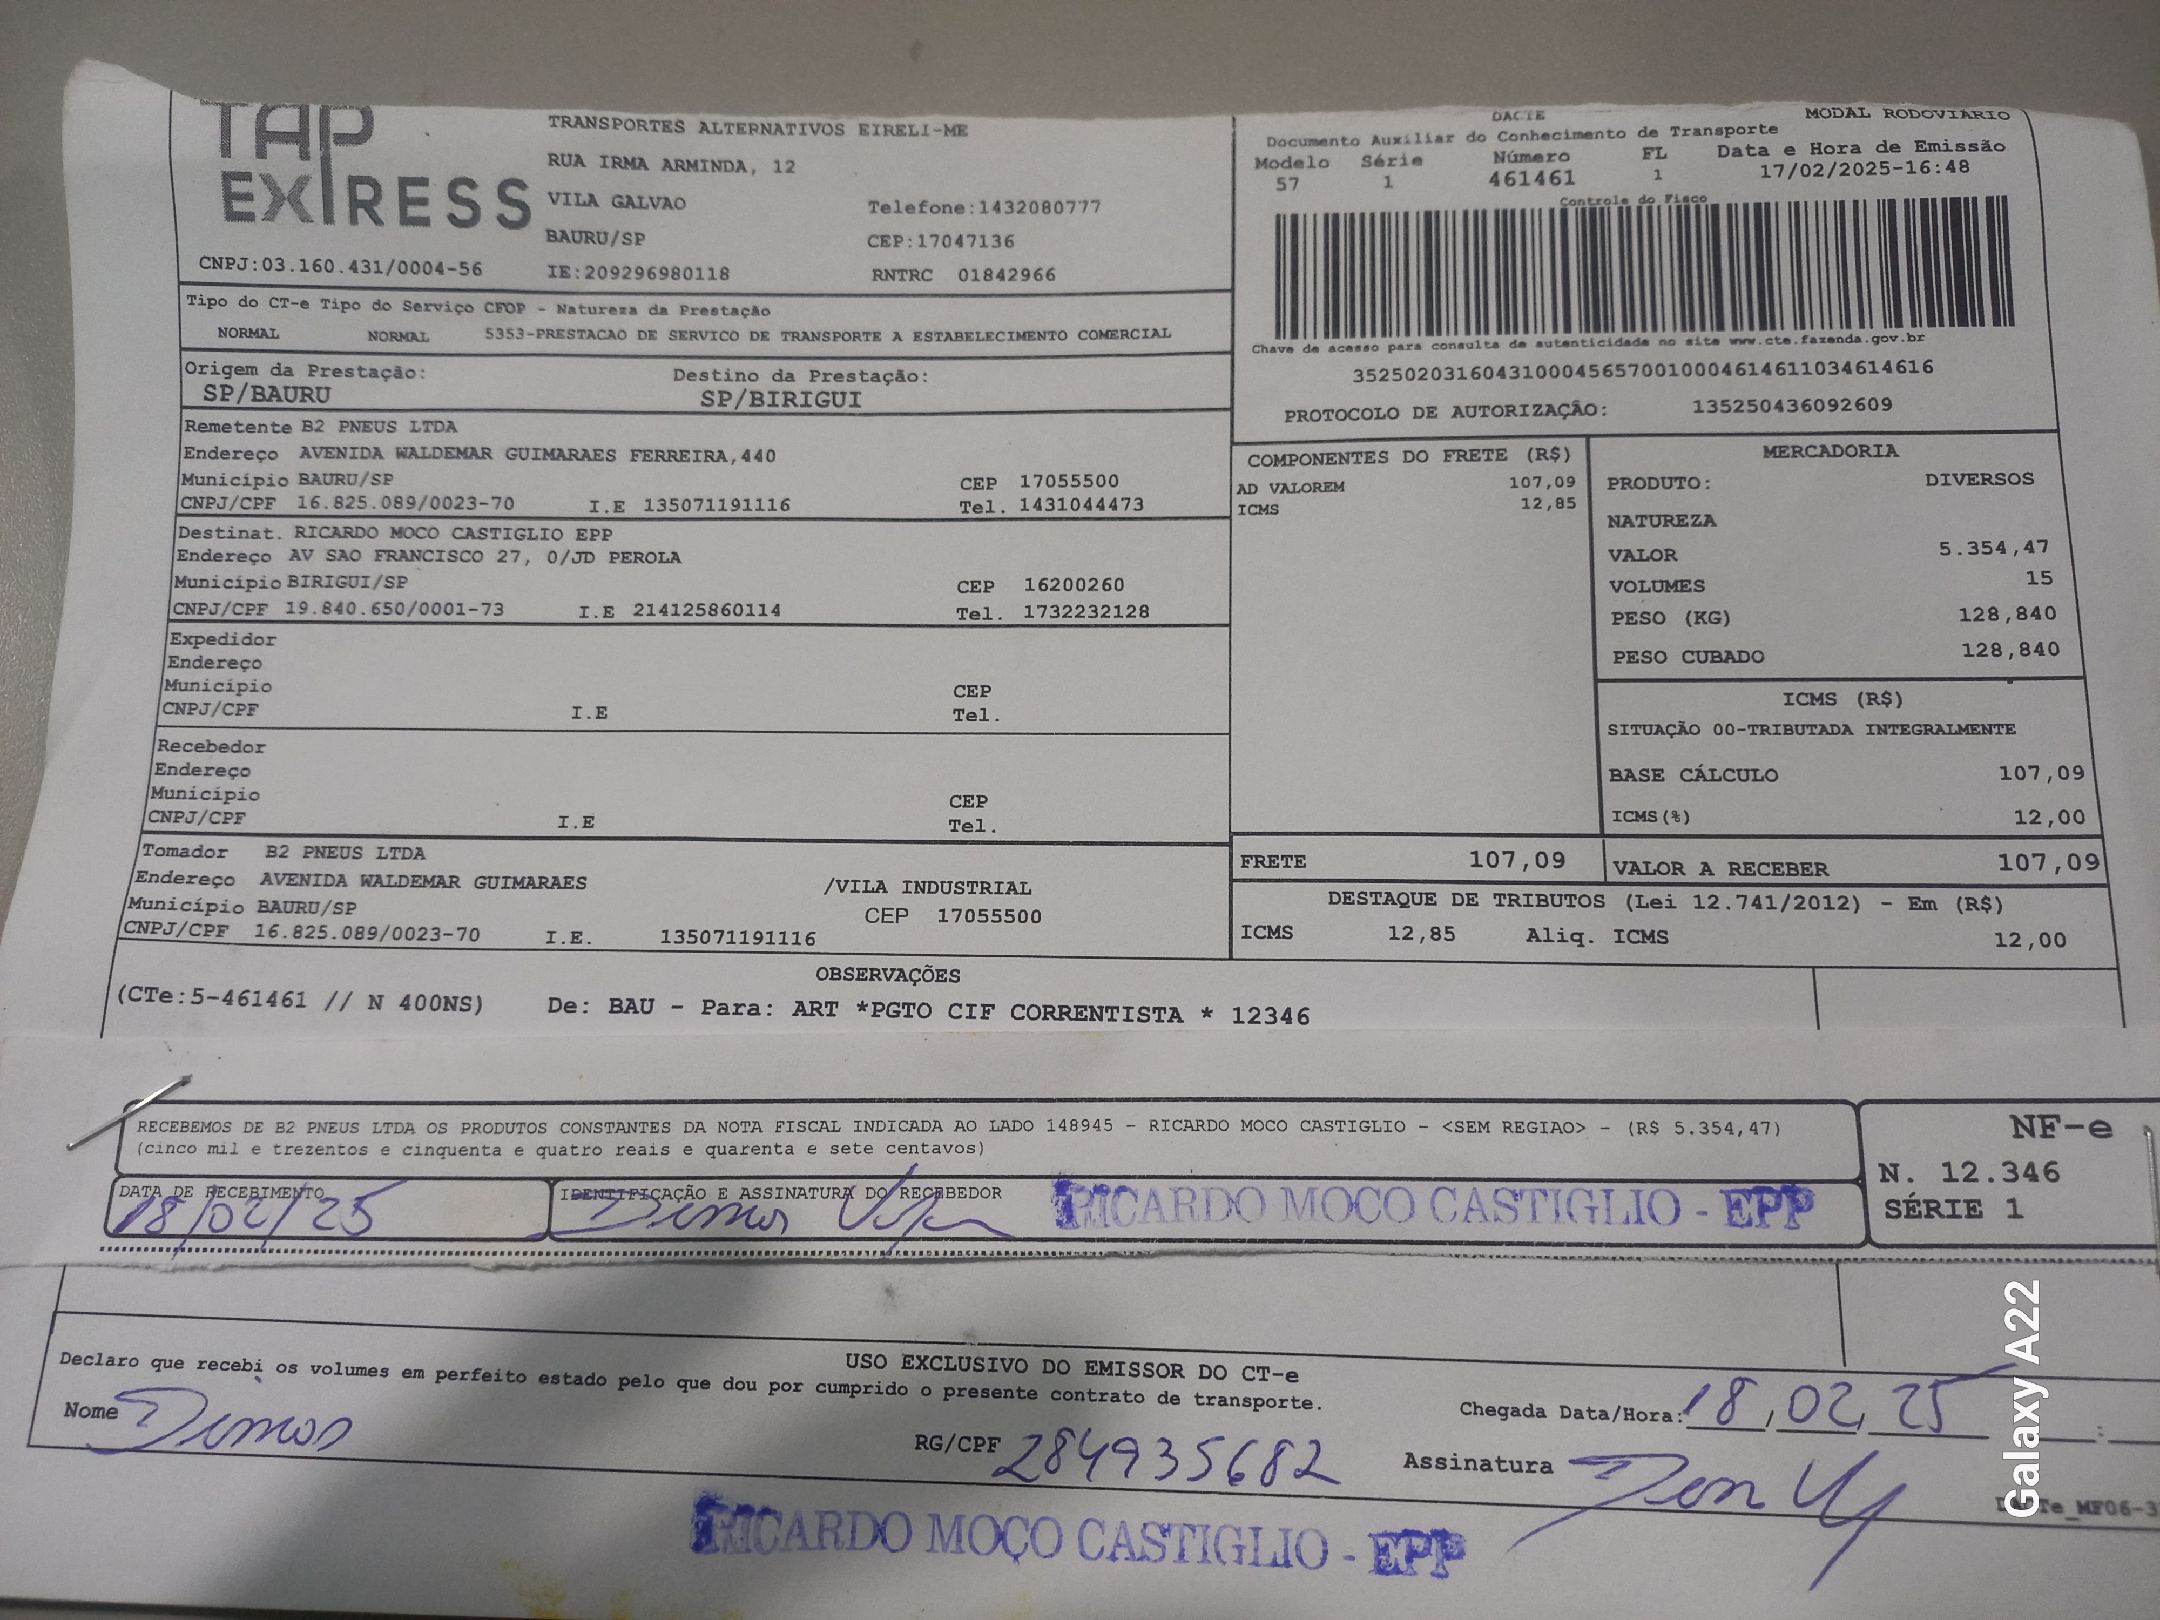 TAP EXPRESS
CNPJ:03.160.431/0004-56
TRANSPORTES ALTERNATIVOS EIRELI-ME
RUA IRMA ARMINDA, 12
VILA GALVAO Telefone:1432080777
BAURU/SP CEP:17047136
IE:209296980118 RNTRC 01842966
DACTE MODAL RODOVIÁRIO
Documento Auxiliar do Conhecimento de Transporte
Modelo Série Número FL Data e Hora de Emissão
57 1 461461 1 17/02/2025-16:48
Controle do Fisco
Chave de acesso para consulta de autenticidade no site www.cte.fazenda.gov.br
35250203160431000456570010004614611034614616
PROTOCOLO DE AUTORIZAÇÃO: 135250436092609
Tipo do CT-e Tipo do Serviço CFOP - Natureza da Prestação
NORMAL NORMAL 5353-PRESTACAO DE SERVICO DE TRANSPORTE A ESTABELECIMENTO COMERCIAL
Origem da Prestação: Destino da Prestação:
SP/BAURU SP/BIRIGUI
Remetente B2 PNEUS LTDA
Endereço AVENIDA WALDEMAR GUIMARAES FERREIRA,440
Município BAURU/SP CEP 17055500
CNPJ/CPF 16.825.089/0023-70 I.E 135071191116 Tel. 1431044473
Destinat. RICARDO MOCO CASTIGLIO EPP
Endereço AV SAO FRANCISCO 27, 0/JD PEROLA
Município BIRIGUI/SP CEP 16200260
CNPJ/CPF 19.840.650/0001-73 I.E 214125860114 Tel. 1732232128
Expedidor
Endereço
Município CEP
CNPJ/CPF I.E Tel.
Recebedor
Endereço
Município CEP
CNPJ/CPF I.E Tel.
Tomador B2 PNEUS LTDA
Endereço AVENIDA WALDEMAR GUIMARAES /VILA INDUSTRIAL
Município BAURU/SP CEP 17055500
CNPJ/CPF 16.825.089/0023-70 I.E. 135071191116
COMPONENTES DO FRETE (R$)
AD VALOREM 107,09
ICMS 12,85
MERCADORIA
PRODUTO: DIVERSOS
NATUREZA
VALOR 5.354,47
VOLUMES 15
PESO (KG) 128,840
PESO CUBADO 128,840
ICMS (R$)
SITUAÇÃO 00-TRIBUTADA INTEGRALMENTE
BASE CÁLCULO 107,09
ICMS(%) 12,00
FRETE 107,09 VALOR A RECEBER 107,09
DESTAQUE DE TRIBUTOS (Lei 12.741/2012) - Em (R$)
ICMS 12,85 Aliq. ICMS 12,00
OBSERVAÇÕES
(CTe:5-461461 // N 400NS) De: BAU - Para: ART *PGTO CIF CORRENTISTA * 12346
RECEBEMOS DE B2 PNEUS LTDA OS PRODUTOS CONSTANTES DA NOTA FISCAL INDICADA AO LADO 148945 - RICARDO MOCO CASTIGLIO - <SEM REGIAO> - (R$ 5.354,47)
(cinco mil e trezentos e cinquenta e quatro reais e quarenta e sete centavos)
NF-e
N. 12.346
SÉRIE 1
DATA DE RECEBIMENTO IDENTIFICAÇÃO E ASSINATURA DO RECEBEDOR
18/02/25 RICARDO MOCO CASTIGLIO - EPP
USO EXCLUSIVO DO EMISSOR DO CT-e
Declaro que recebi os volumes em perfeito estado pelo que dou por cumprido o presente contrato de transporte.
Nome RG/CPF 284935682
Chegada Data/Hora: 18,02,25 :
Assinatura
RICARDO MOÇO CASTIGLIO - EPP
Galaxy A22